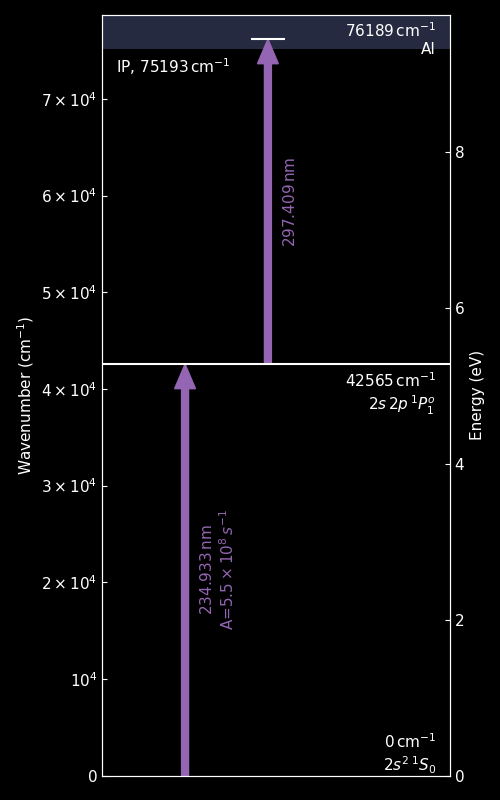 76189 cm⁻¹
AI
IP, 75193 cm⁻¹
7 × 10⁴
6 × 10⁴
5 × 10⁴
4 × 10⁴
3 × 10⁴
2 × 10⁴
10⁴
0
Wavenumber (cm⁻¹)
297.409 nm
42565 cm⁻¹
2s 2p ¹P₁ᵒ
234.933 nm
A=5.5 × 10⁸ s⁻¹
0 cm⁻¹
2s² ¹S₀
8
6
4
2
0
Energy (eV)